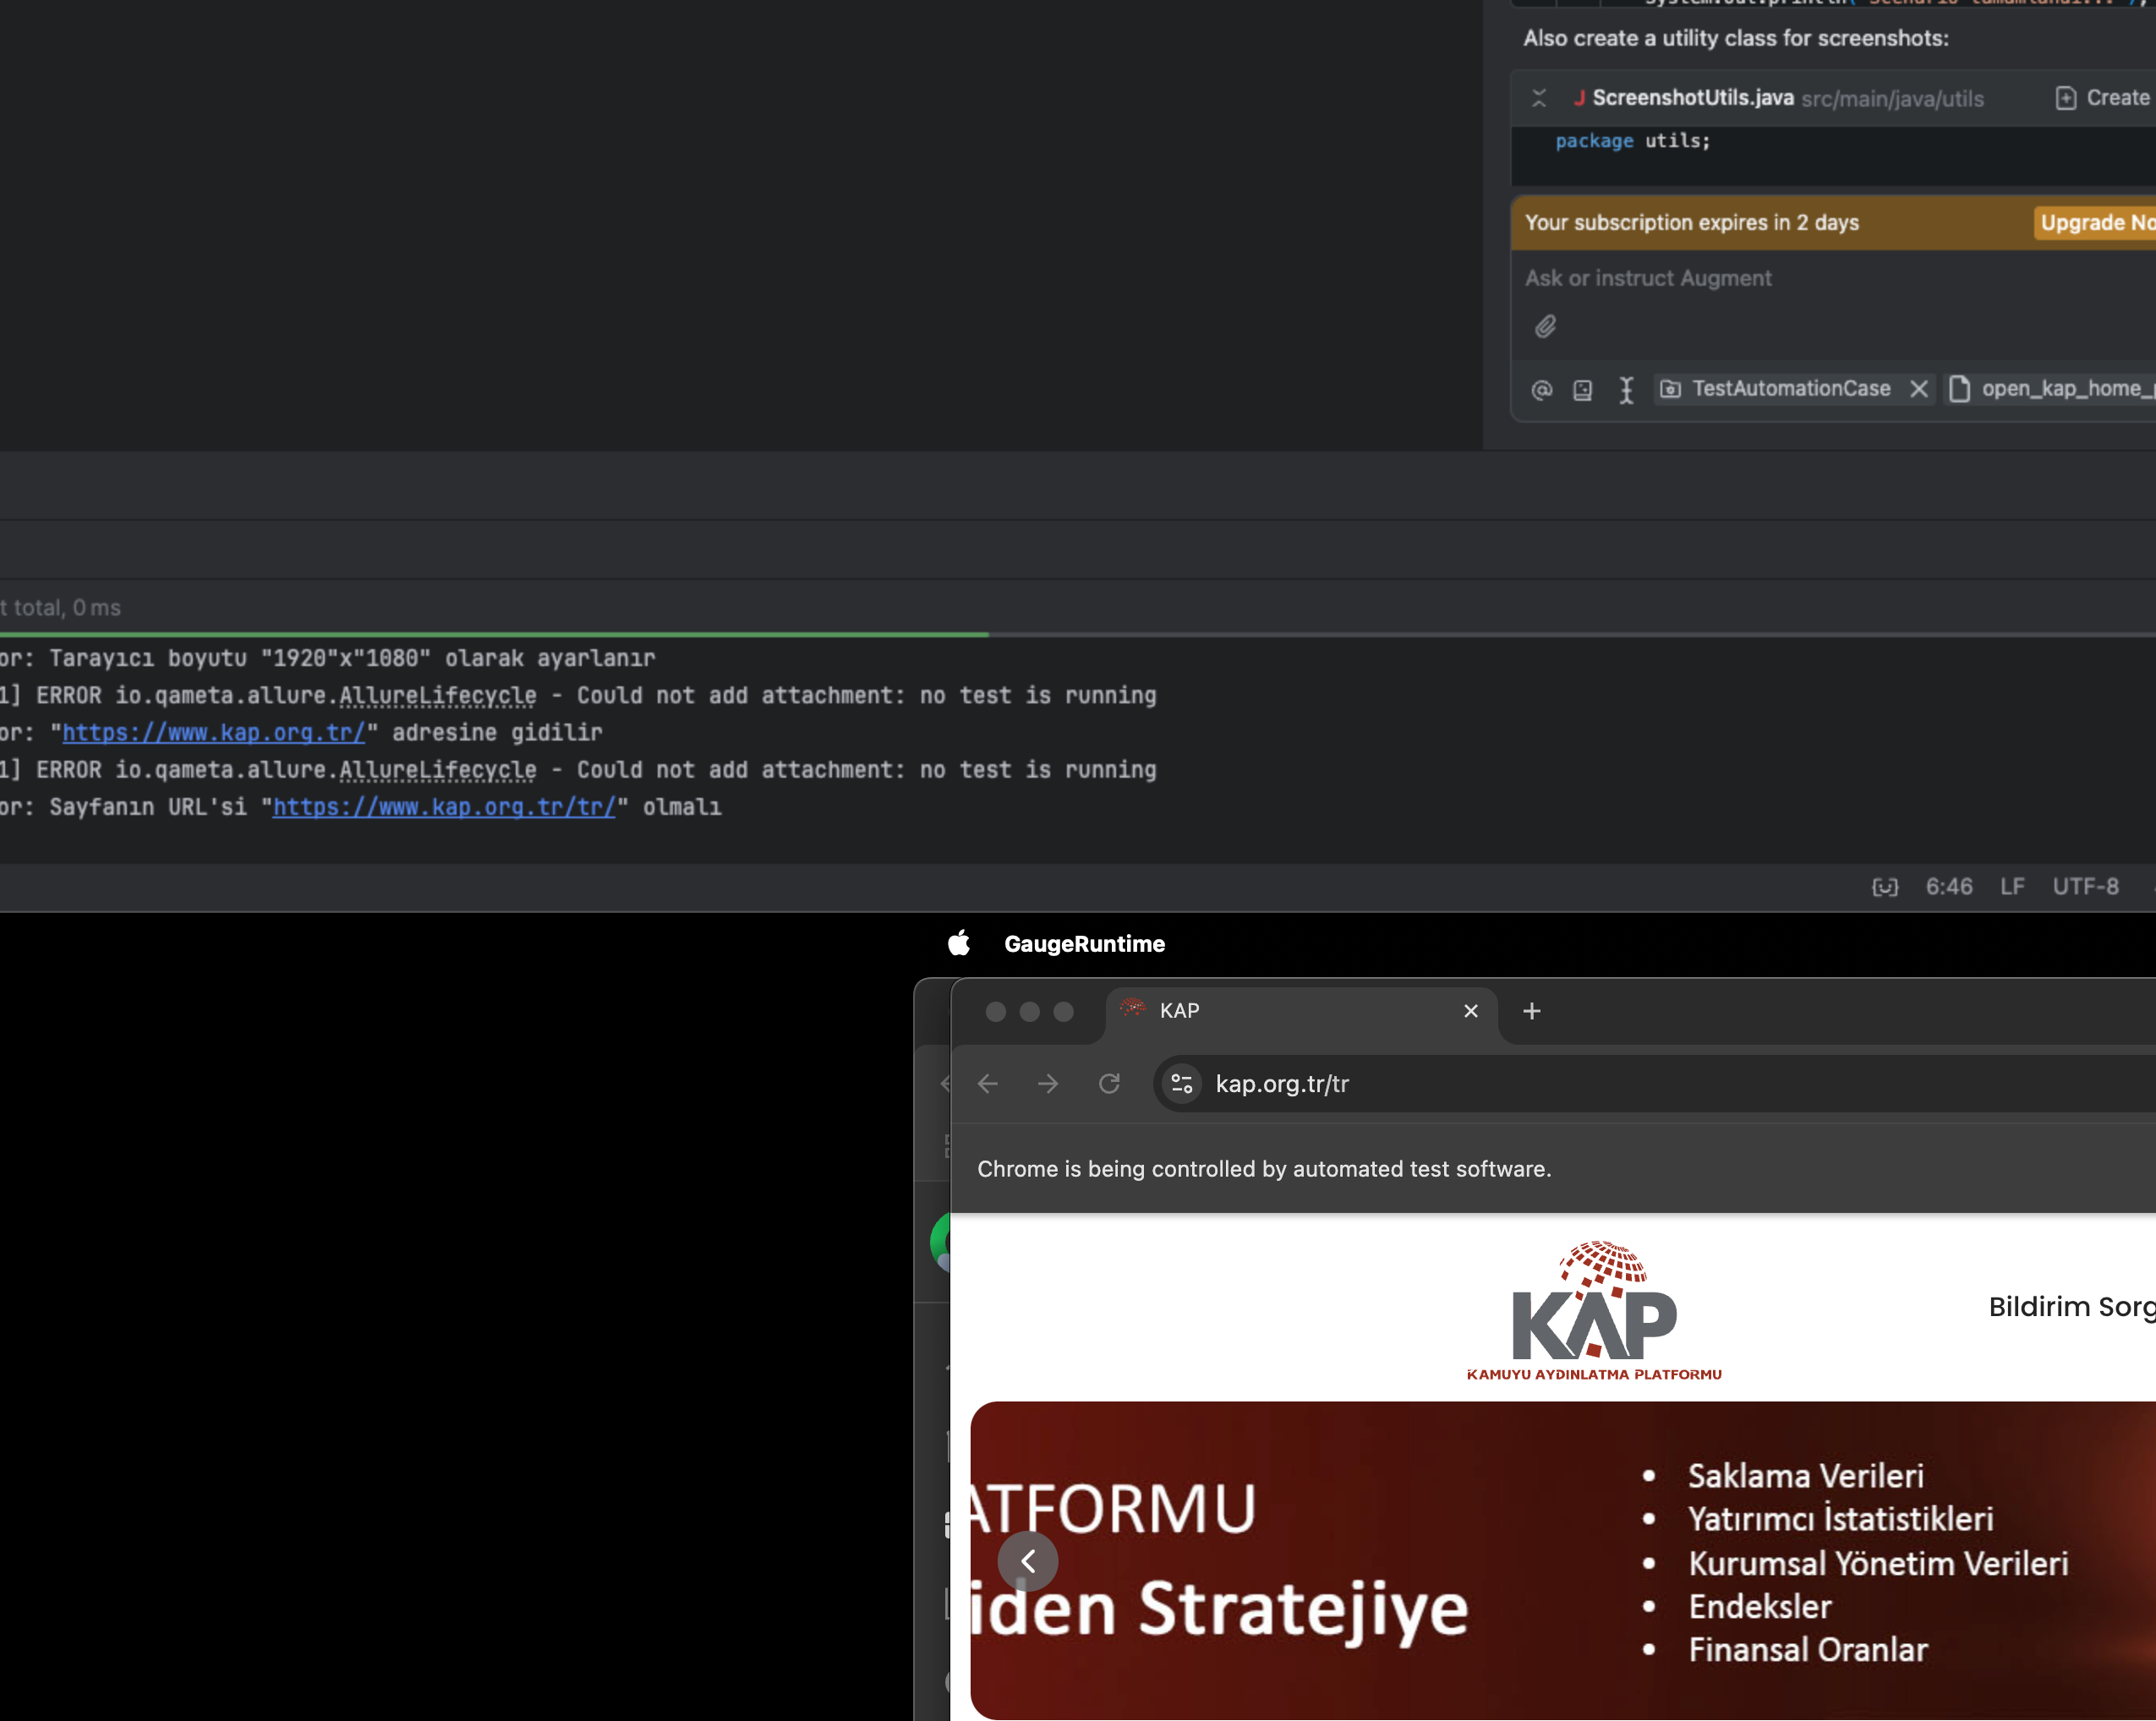 Also create a utility class for screenshots:
ScreenshotUtils.java src/main/java/utils
Create
package utils;
Your subscription expires in 2 days
Upgrade
Ask or instruct Augment
TestAutomationCase
open_kap_home_
t total, 0 ms
or: Tarayıcı boyutu "1920"x"1080" olarak ayarlanır
1] ERROR io.qameta.allure.AllureLifecycle - Could not add attachment: no test is running
or: "https://www.kap.org.tr/" adresine gidilir
1] ERROR io.qameta.allure.AllureLifecycle - Could not add attachment: no test is running
or: Sayfanın URL'si "https://www.kap.org.tr/tr/" olmalı
6:46 LF UTF-8
GaugeRuntime
KAP
kap.org.tr/tr
Chrome is being controlled by automated test software.
KAP
KAMUYU AYDINLATMA PLATFORMU
Bildirim Sorg
ATFORMU
iden Stratejiye
• Saklama Verileri
• Yatırımcı İstatistikleri
• Kurumsal Yönetim Verileri
• Endeksler
• Finansal Oranlar